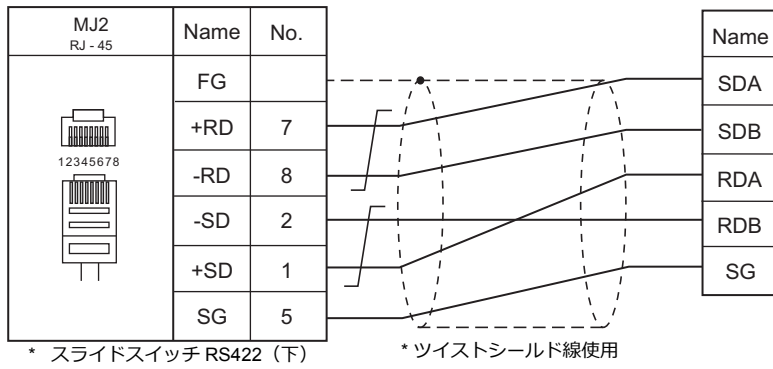 MJ2 Name No. Name
RJ - 45
FG SDA
+RD 7 SDB
12345678
-RD 8 RDA
-SD 2 RDB
+SD 1 SG
SG 5
* スライドスイッチ RS422（下） * ツイストシールド線使用